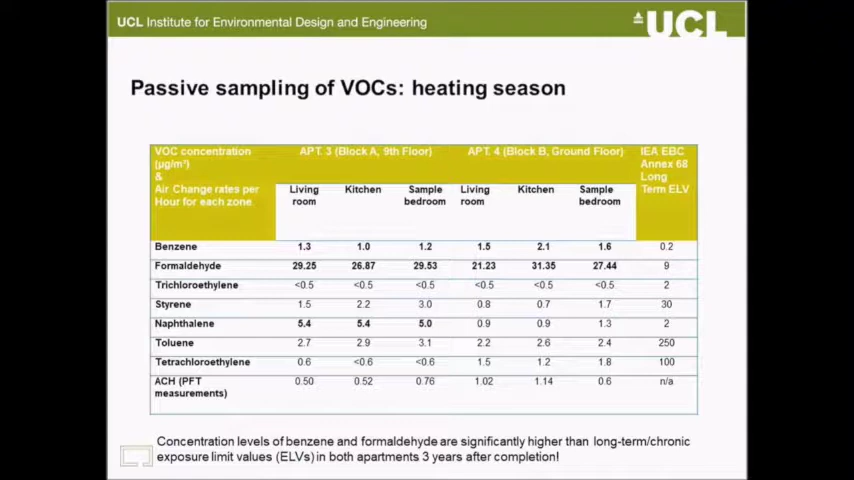 UCL Institute for Environmental Design and Engineering
UCL
Passive sampling of VOCs: heating season
VOC concentration (µg/m³) & Air Change rates per Hour for each zone APT. 3 (Block A, 9th Floor) APT. 4 (Block B, Ground Floor) IEA EBC Annex 68 Long Term ELV
Living room Kitchen Sample bedroom Living room Kitchen Sample bedroom
Benzene 1.3 1.0 1.2 1.5 2.1 1.6 0.2
Formaldehyde 29.25 26.87 29.53 21.23 31.35 27.44 9
Trichloroethylene <0.5 <0.5 <0.5 <0.5 <0.5 <0.5 2
Styrene 1.5 2.2 3.0 0.8 0.7 1.7 30
Naphthalene 5.4 5.4 5.0 0.9 0.9 1.3 2
Toluene 2.7 2.9 3.1 2.2 2.6 2.4 250
Tetrachloroethylene 0.6 <0.6 <0.6 1.5 1.2 1.8 100
ACH (PFT measurements) 0.50 0.52 0.76 1.02 1.14 0.6 n/a
Concentration levels of benzene and formaldehyde are significantly higher than long-term/chronic
exposure limit values (ELVs) in both apartments 3 years after completion!